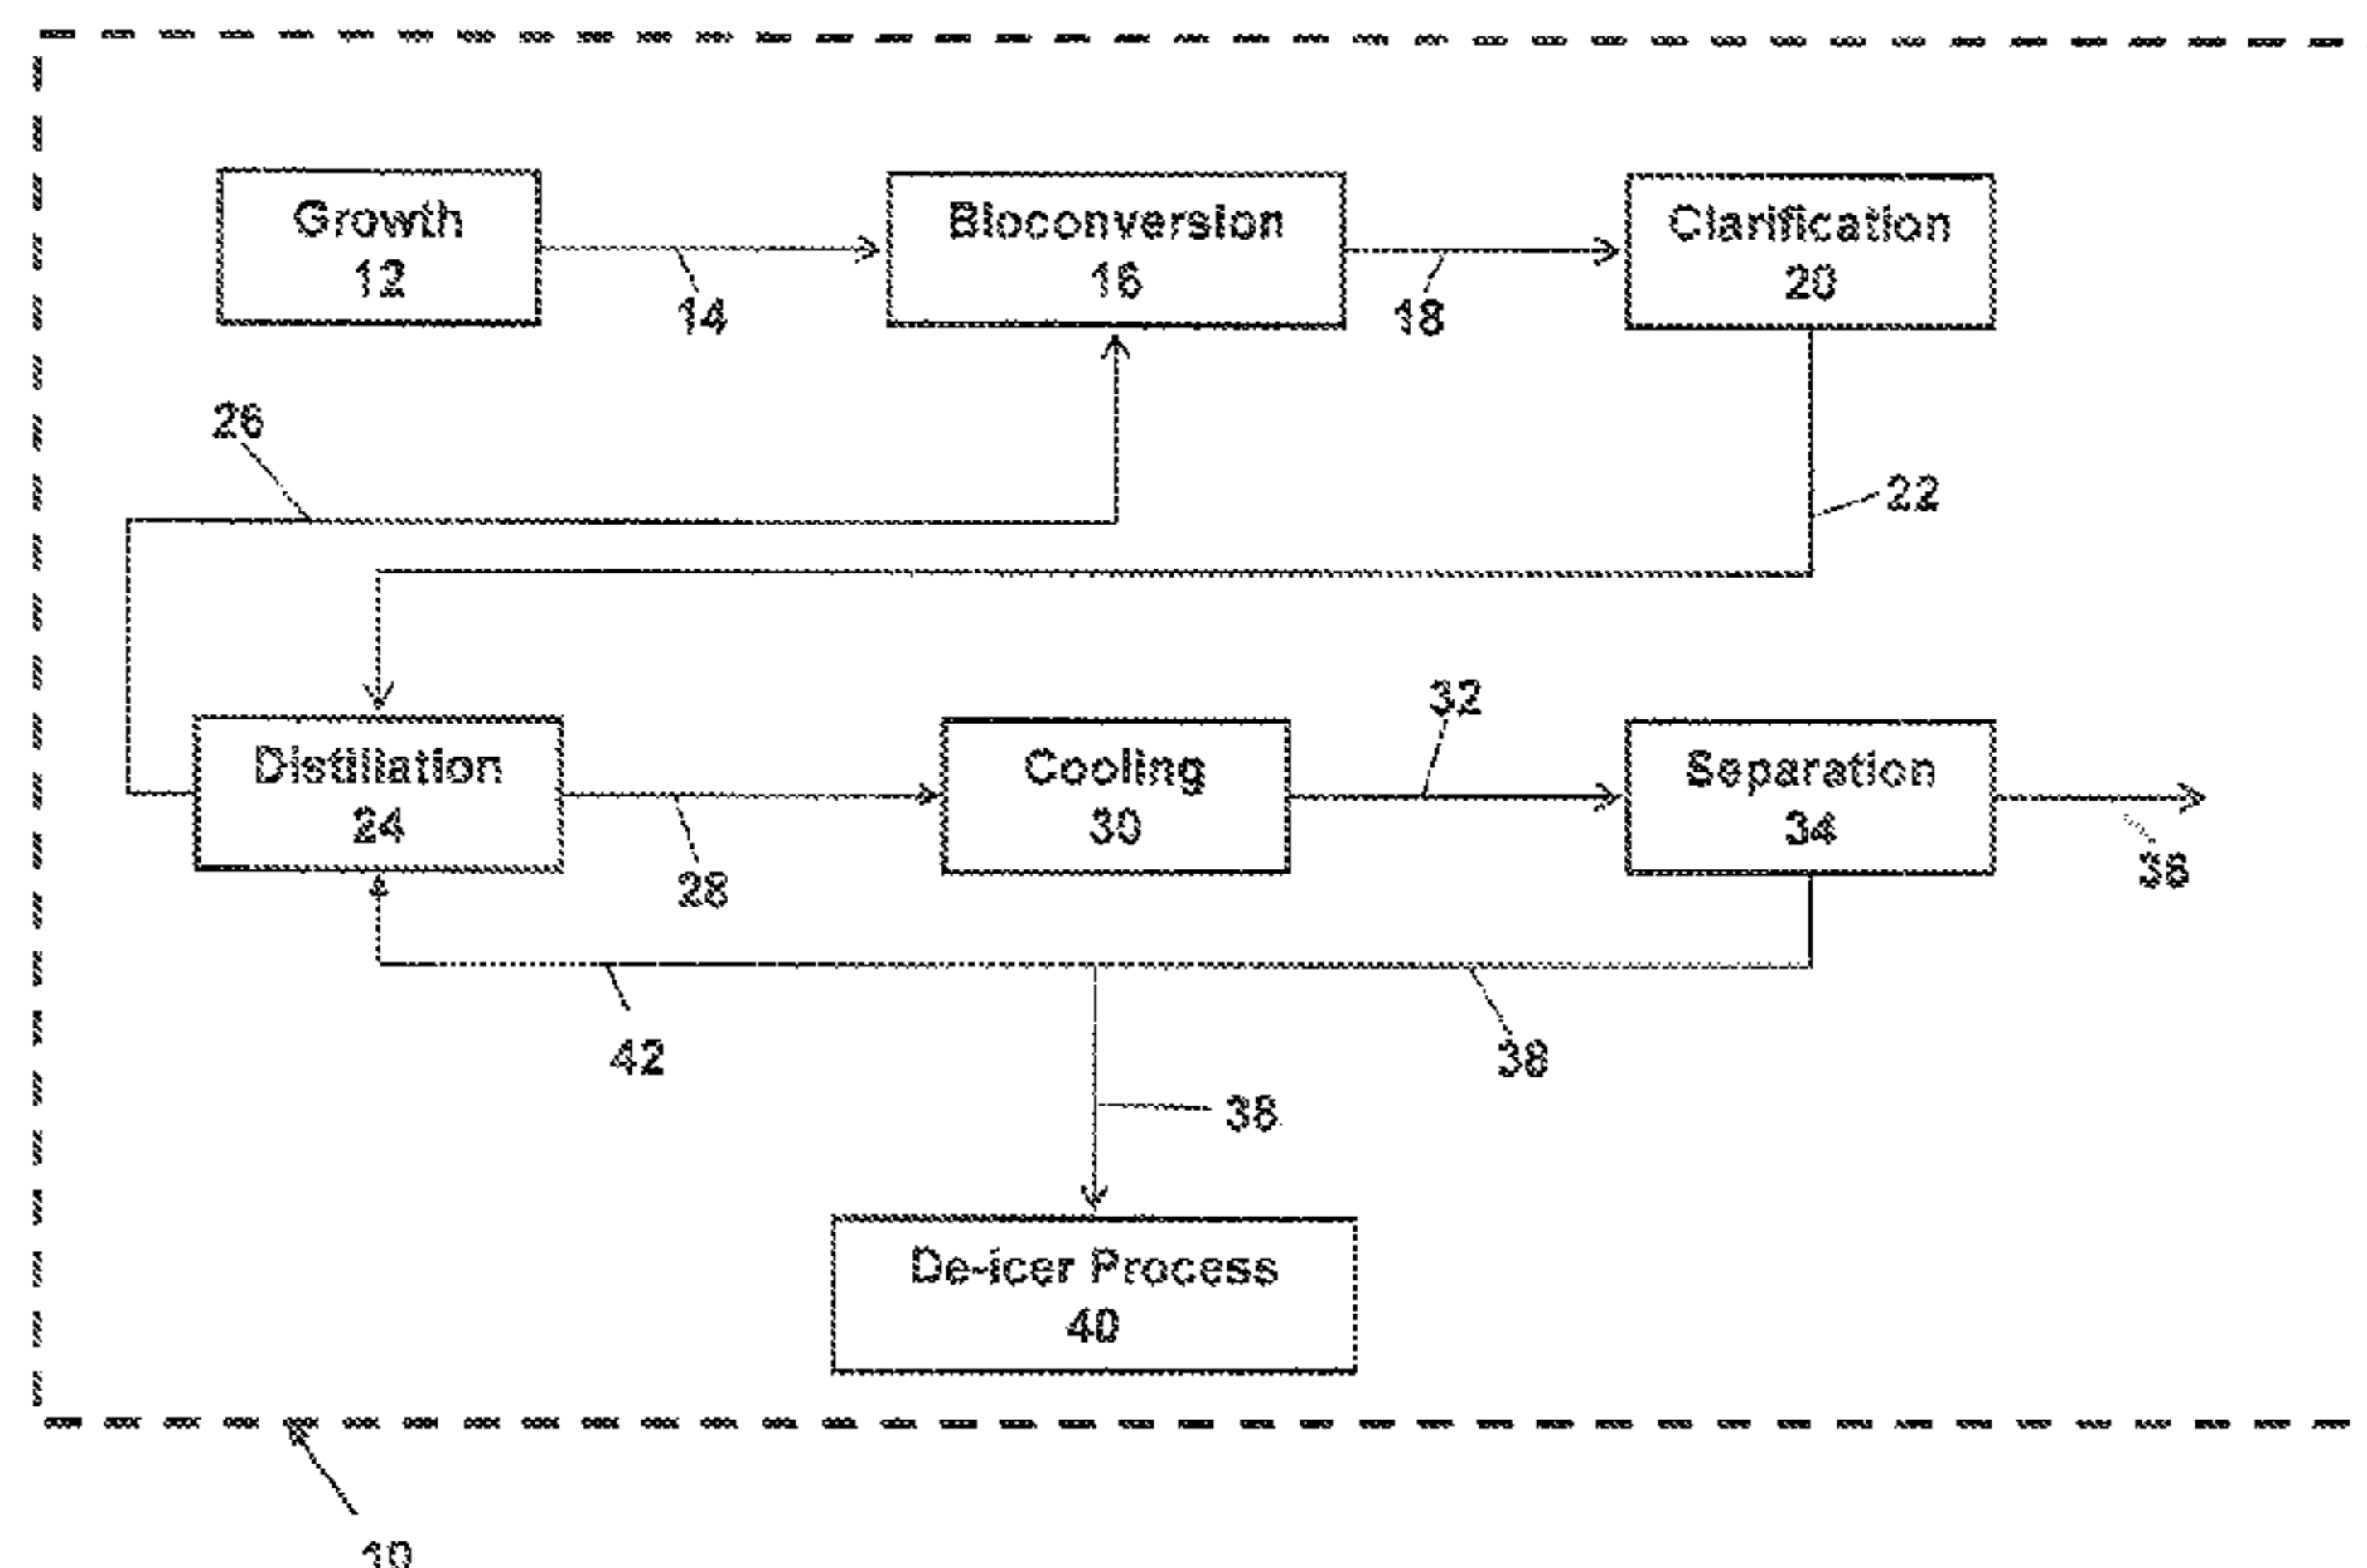 Growth
12
Bioconversion
16
Clarification
20
14
18
26
22
32
Distillation
24
Cooling
30
Separation
34
28
36
42
38
38
De-icer Process
40
10